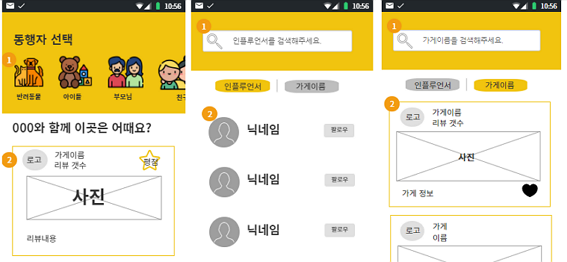 10:56
동행자 선택
1
반려동물
아이들
부모님
친구
000와 함께 이곳은 어때요?
2
로고
가게이름
리뷰 갯수
평점
사진
리뷰내용
10:56
1
인플루언서를 검색해주세요.
인플루언서
가게이름
2
닉네임
팔로우
닉네임
팔로우
닉네임
팔로우
10:56
1
가게이름을 검색해주세요.
인플루언서
가게이름
2
로고
가게이름
리뷰 갯수
사진
가게 정보
로고
가게
이름